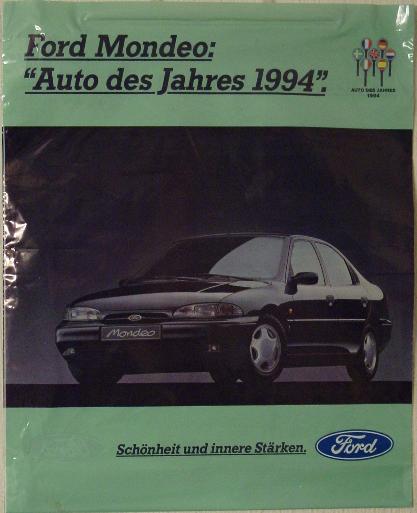 Ford Mondeo:
“Auto des Jahres 1994”.
AUTO DES JAHRES
1994
Mondeo
Schönheit und innere Stärken.
Ford